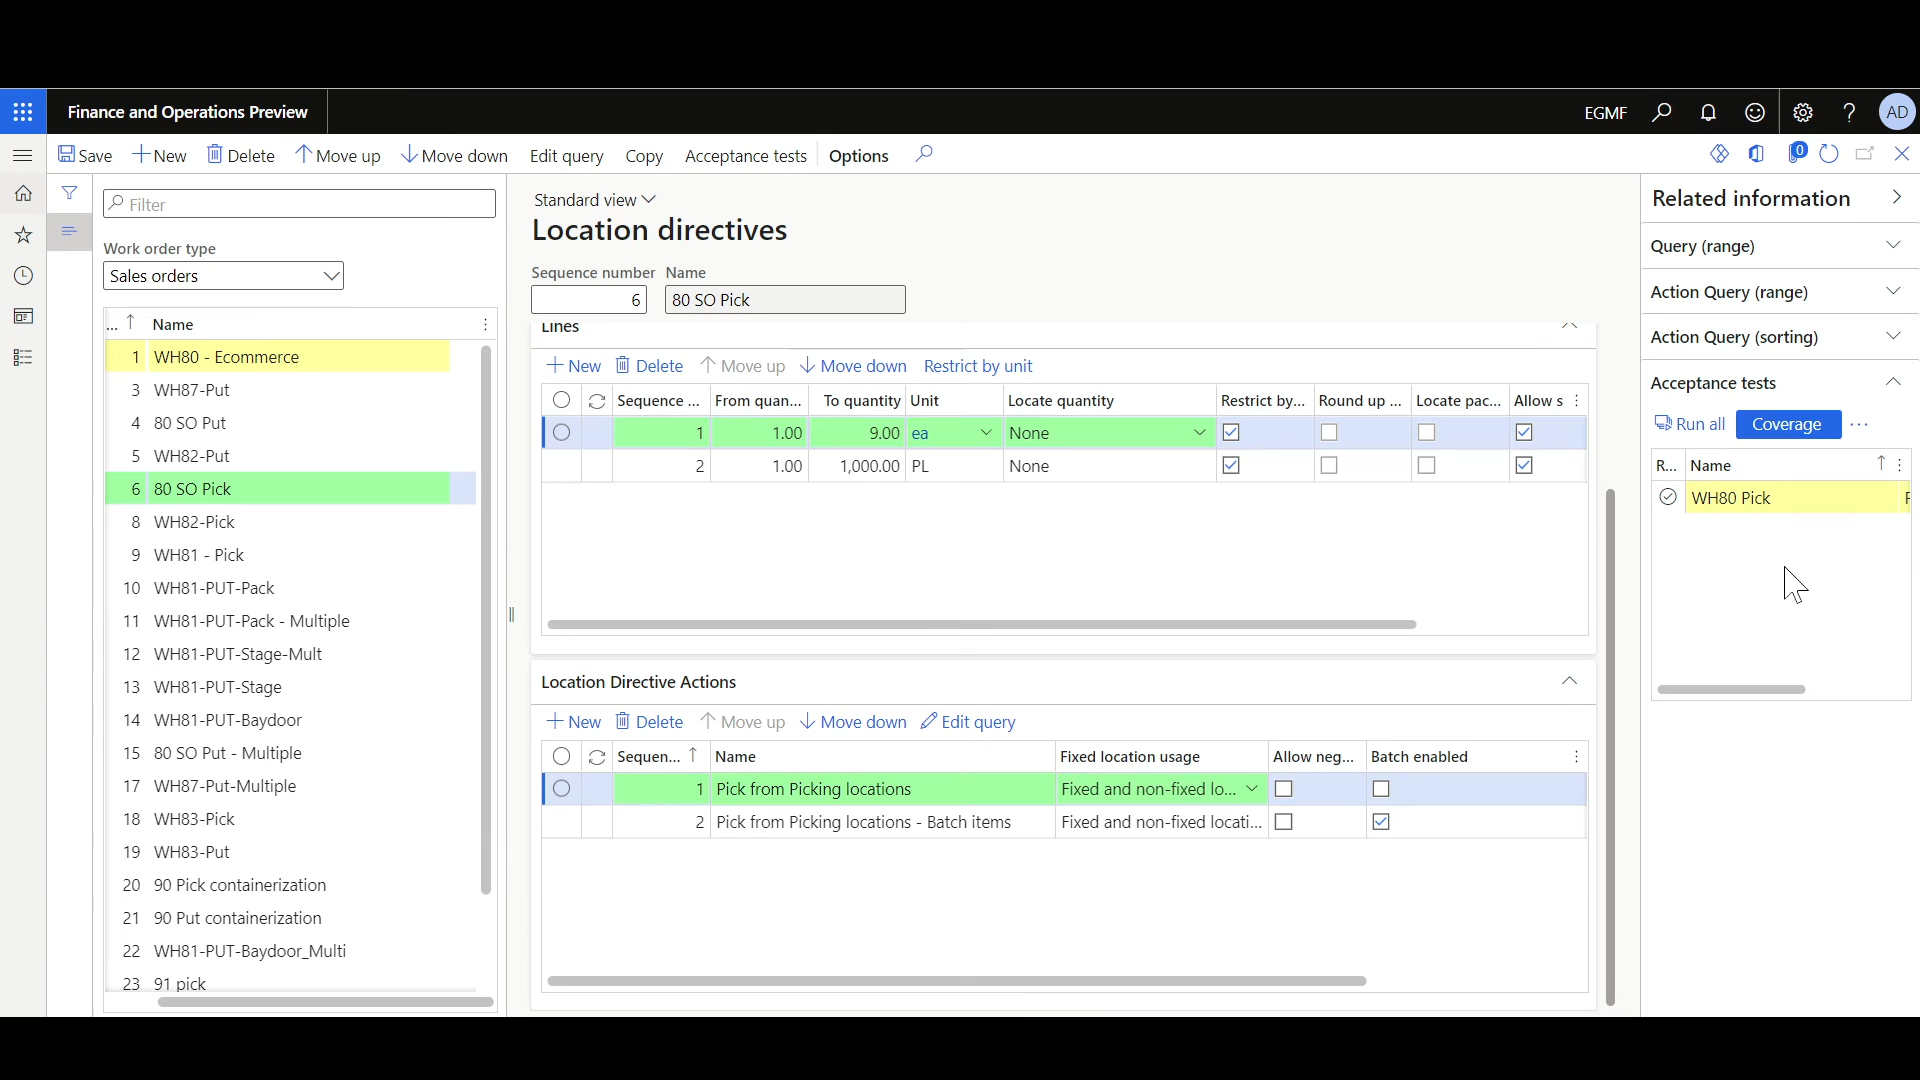 Finance and Operations Preview
EGMF
AD
Save New Delete Move up Move down Edit query Copy Acceptance tests Options
0
Filter
Work order type
Sales orders
... Name
1 WH80 - Ecommerce
3 WH87-Put
4 80 SO Put
5 WH82-Put
6 80 SO Pick
8 WH82-Pick
9 WH81 - Pick
10 WH81-PUT-Pack
11 WH81-PUT-Pack - Multiple
12 WH81-PUT-Stage-Mult
13 WH81-PUT-Stage
14 WH81-PUT-Baydoor
15 80 SO Put - Multiple
17 WH87-Put-Multiple
18 WH83-Pick
19 WH83-Put
20 90 Pick containerization
21 90 Put containerization
22 WH81-PUT-Baydoor_Multi
23 91 pick
Standard view
Location directives
Sequence number Name
6 80 SO Pick
Lines
New Delete Move up Move down Restrict by unit
Sequence ... From quan... To quantity Unit Locate quantity Restrict by... Round up ... Locate pac... Allow s
1 1.00 9.00 ea None
2 1.00 1,000.00 PL None
Location Directive Actions
New Delete Move up Move down Edit query
Sequen... Name Fixed location usage Allow neg... Batch enabled
1 Pick from Picking locations Fixed and non-fixed lo...
2 Pick from Picking locations - Batch items Fixed and non-fixed locati...
Related information
Query (range)
Action Query (range)
Action Query (sorting)
Acceptance tests
Run all Coverage ...
R... Name
WH80 Pick